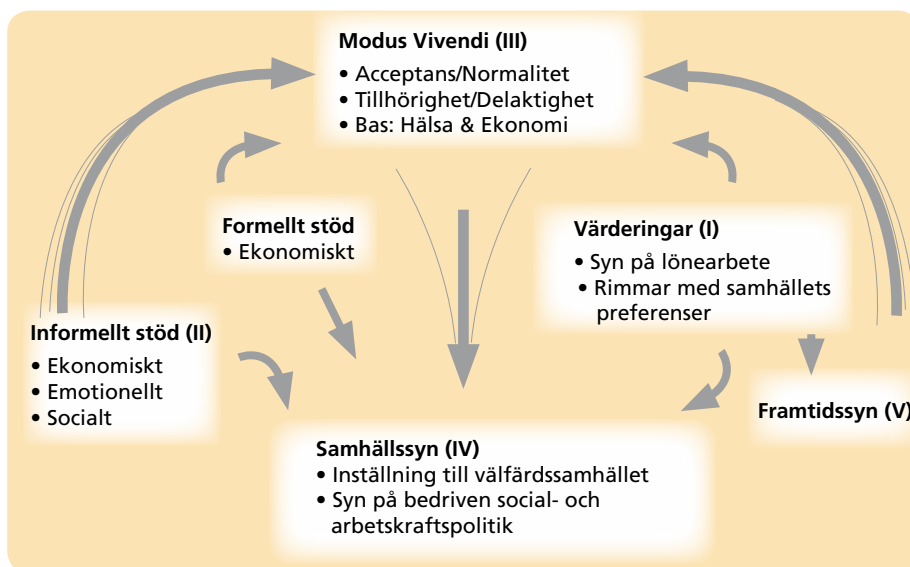 Modus Vivendi (III)
• Acceptans/Normalitet
• Tillhörighet/Delaktighet
• Bas: Hälsa & Ekonomi
Formellt stöd
• Ekonomiskt
Värderingar (I)
• Syn på lönearbete
• Rimmar med samhällets
preferenser
Informellt stöd (II)
• Ekonomiskt
• Emotionellt
• Socialt
Framtidssyn (V)
Samhällssyn (IV)
• Inställning till välfärdssamhället
• Syn på bedriven social- och
arbetskraftspolitik